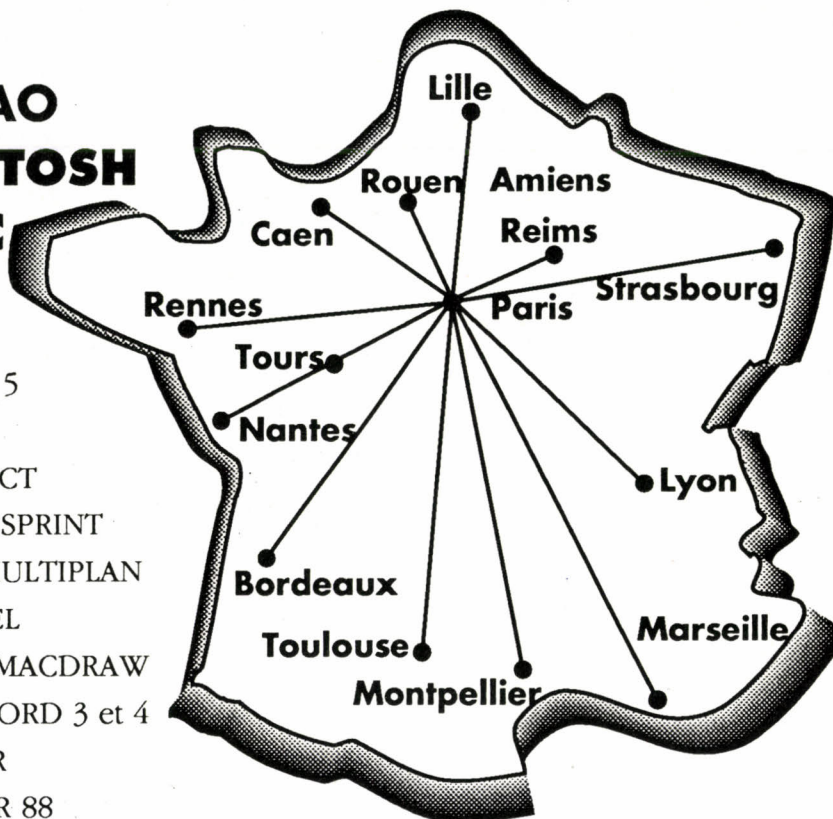 AO
TOSH
5
CT
SPRINT
ULTIPLAN
EL
MACDRAW
ORD 3 et 4
R
R 88
Lille
Rouen
Amiens
Caen
Reims
Rennes
Paris
Strasbourg
Tours
Nantes
Lyon
Bordeaux
Toulouse
Marseille
Montpellier